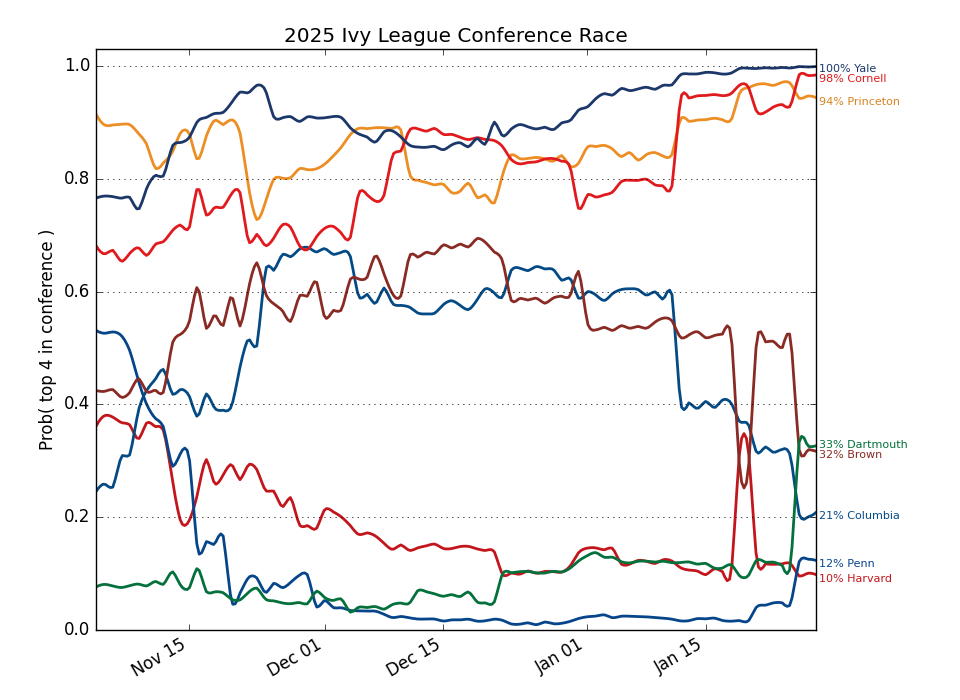 2025 Ivy League Conference Race
Prob( top 4 in conference )
1.0
0.8
0.6
0.4
0.2
0.0
Nov 15
Dec 01
Dec 15
Jan 01
Jan 15
100% Yale
98% Cornell
94% Princeton
33% Dartmouth
32% Brown
21% Columbia
12% Penn
10% Harvard